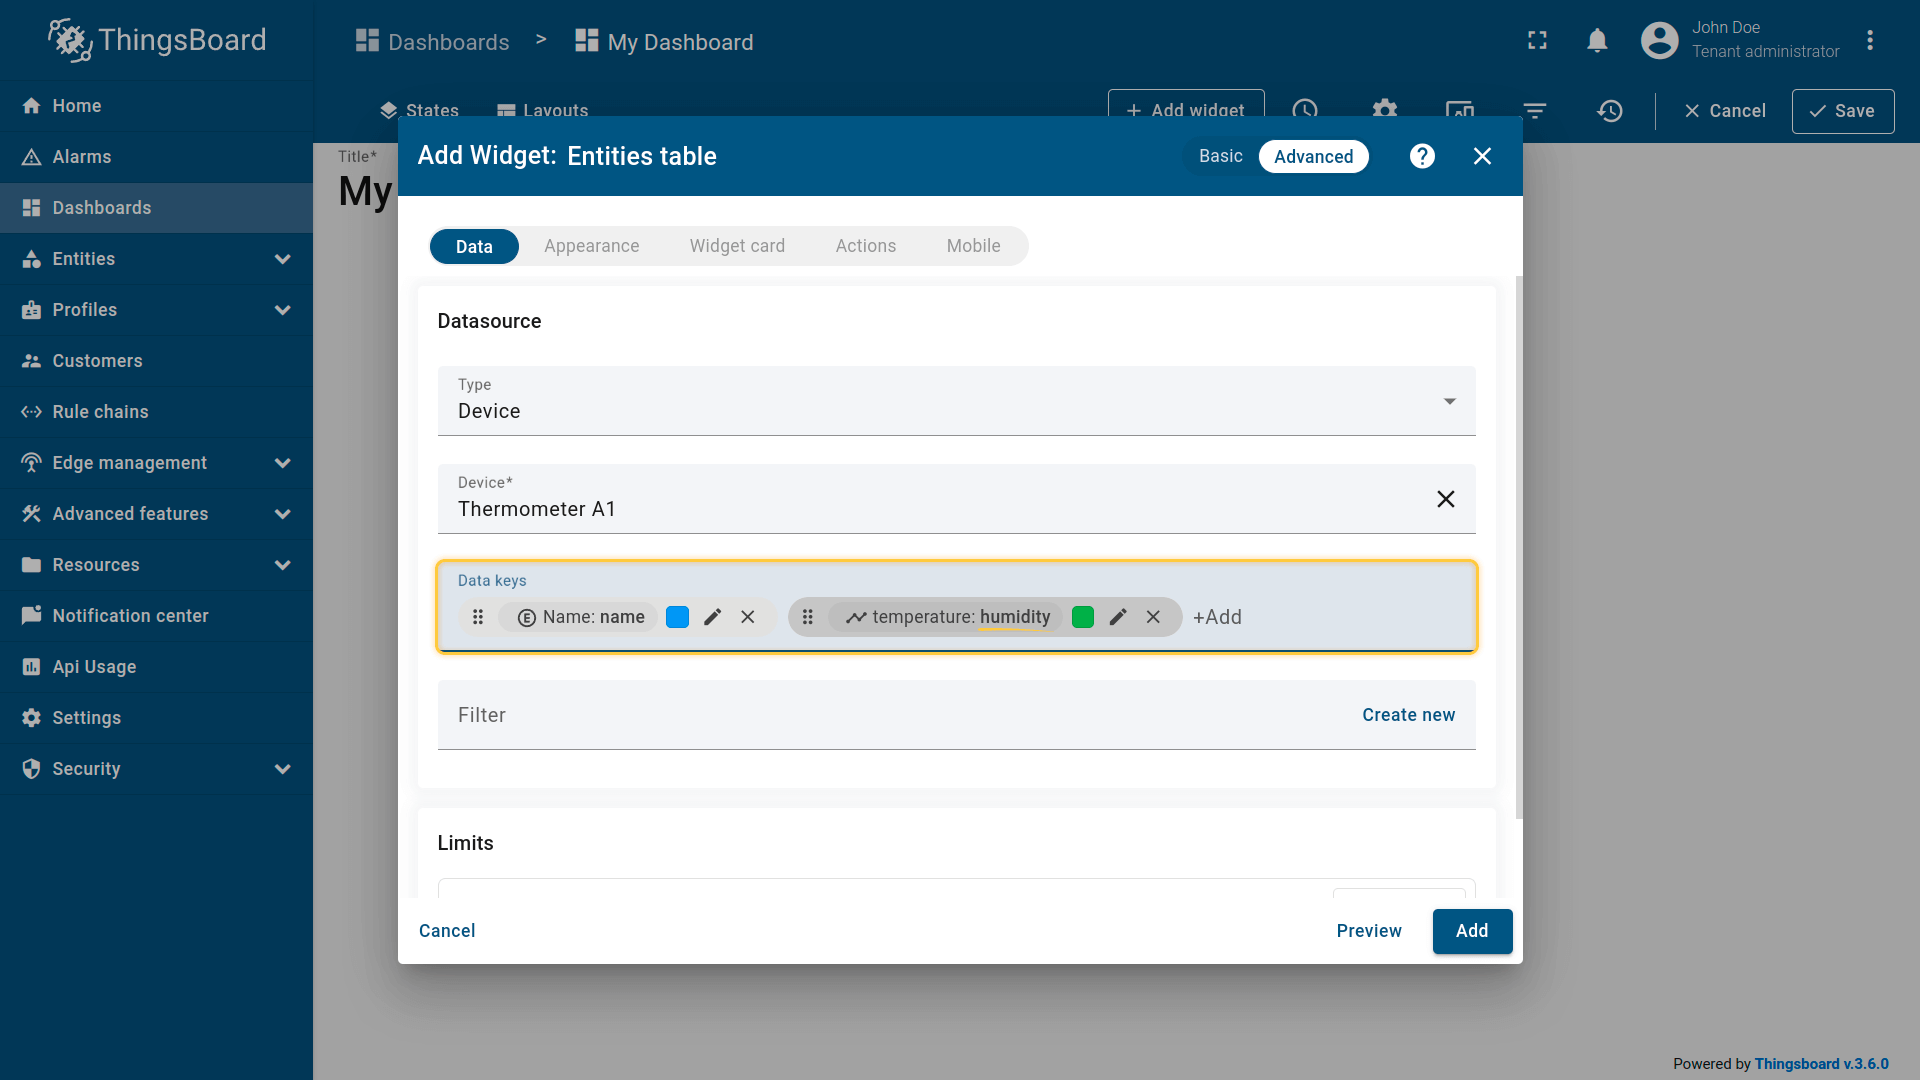 ThingsBoard
Dashboards > My Dashboard
John Doe
Tenant administrator
Home
Alarms
Dashboards
Entities
Profiles
Customers
Rule chains
Edge management
Advanced features
Resources
Notification center
Api Usage
Settings
Security
States
Layouts
+ Add widget
Cancel
Save
Title*
My
Add Widget: Entities table
Basic
Advanced
Data
Appearance
Widget card
Actions
Mobile
Datasource
Type
Device
Device*
Thermometer A1
Data keys
Name: name
temperature: humidity
+Add
Filter
Create new
Limits
Cancel
Preview
Add
Powered by Thingsboard v.3.6.0